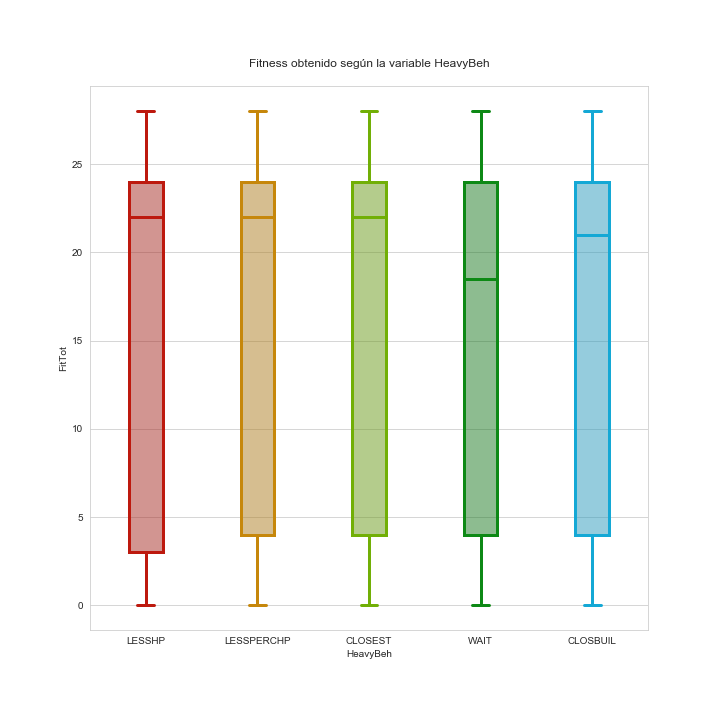 Fitness obtenido según la variable HeavyBeh
25
20
15
10
5
0
FitTot
LESSHP
LESSPERCHP
CLOSEST
WAIT
CLOSBUIL
HeavyBeh